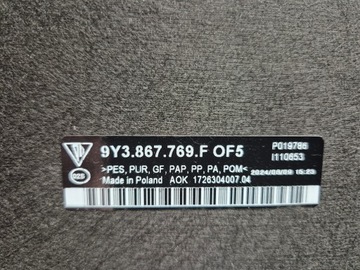 9Y3.867.769.F OF5
P019786
I110653
>PES, PUR, GF, PAP, PP, PA, POM<
025
Made in Poland AOK 1726304007.04
2024/08/09 15:23